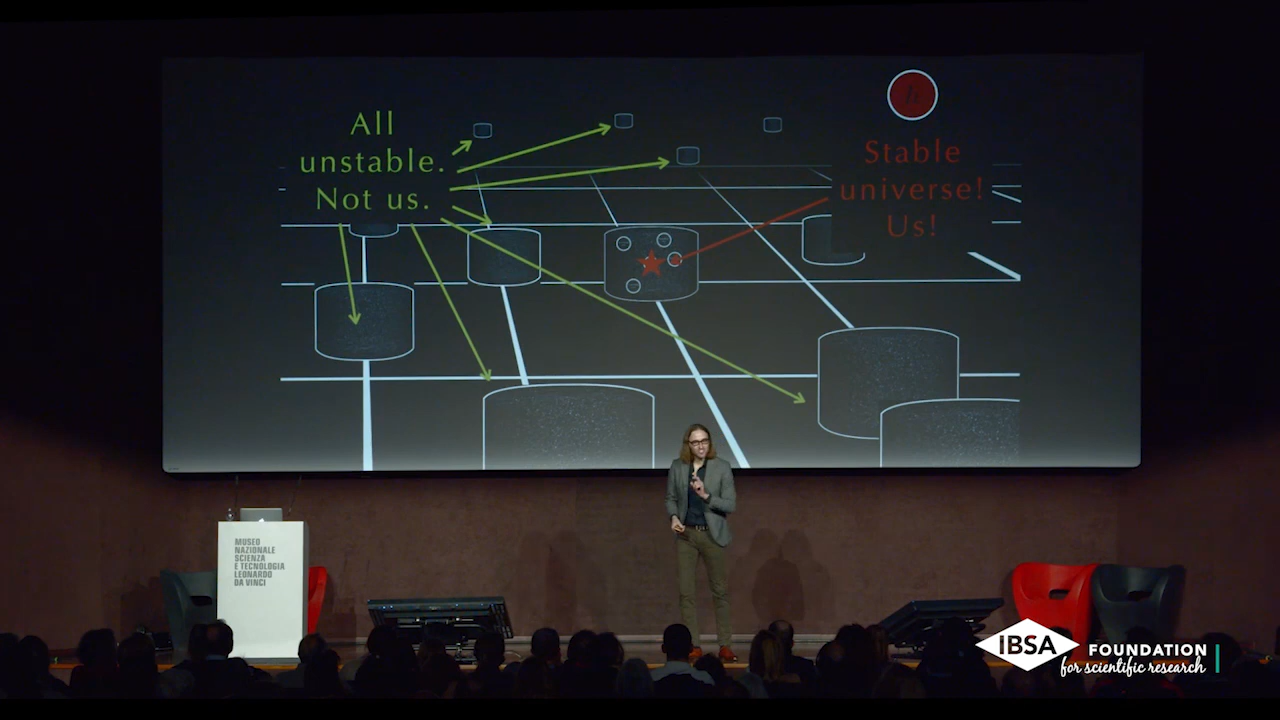 All
unstable.
Not us.
h
Stable
universe!
Us!
MUSEO
NAZIONALE
SCIENZA
E TECNOLOGIA
LEONARDO
DA VINCI
IBSA
FOUNDATION
for scientific research